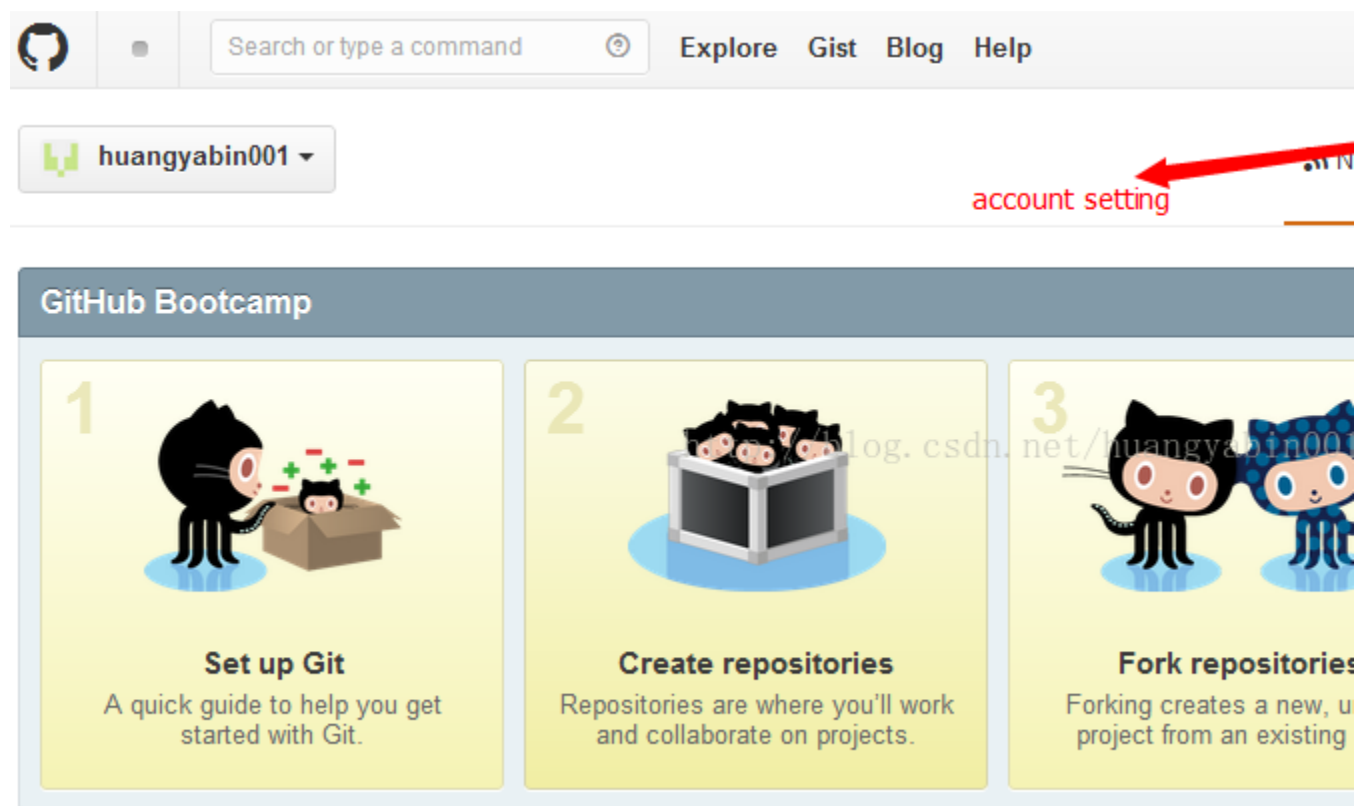 Search or type a command
Explore Gist Blog Help
huangyabin001
N
account setting
GitHub Bootcamp
1
2
3
http://blog.csdn.net/huangyabin001
Set up Git
A quick guide to help you get
started with Git.
Create repositories
Repositories are where you'll work
and collaborate on projects.
Fork repositories
Forking creates a new, u
project from an existing